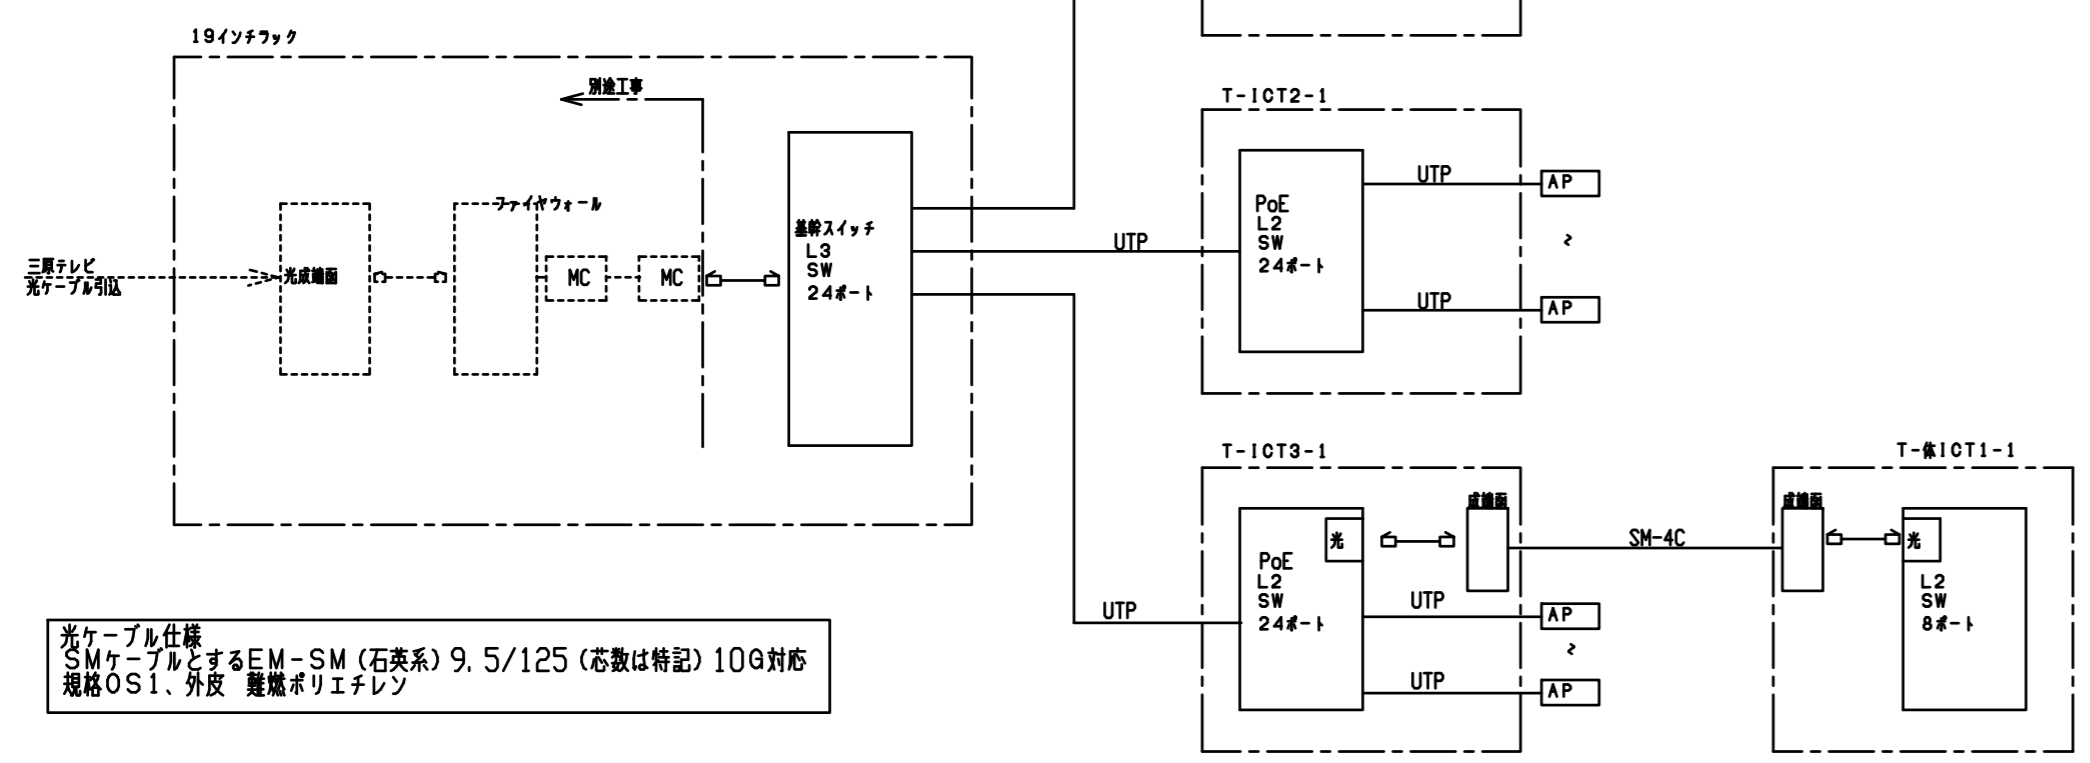 19インチラック
別途工事
三原テレビ
光ケーブル引込
光成端函
ファイヤウォール
MC
MC
基幹スイッチ
L3
SW
24ポート
UTP
T-ICT2-1
PoE
L2
SW
24ポート
UTP
AP
~
UTP
AP
UTP
T-ICT3-1
PoE
L2
SW
24ポート
光
成端函
UTP
AP
~
UTP
AP
SM-4C
T-体ICT1-1
成端函
光
L2
SW
8ポート
光ケーブル仕様
SMケーブルとするEM-SM(石英系)9.5/125(芯数は特記)10G対応
規格OS1、外皮 難燃ポリエチレン